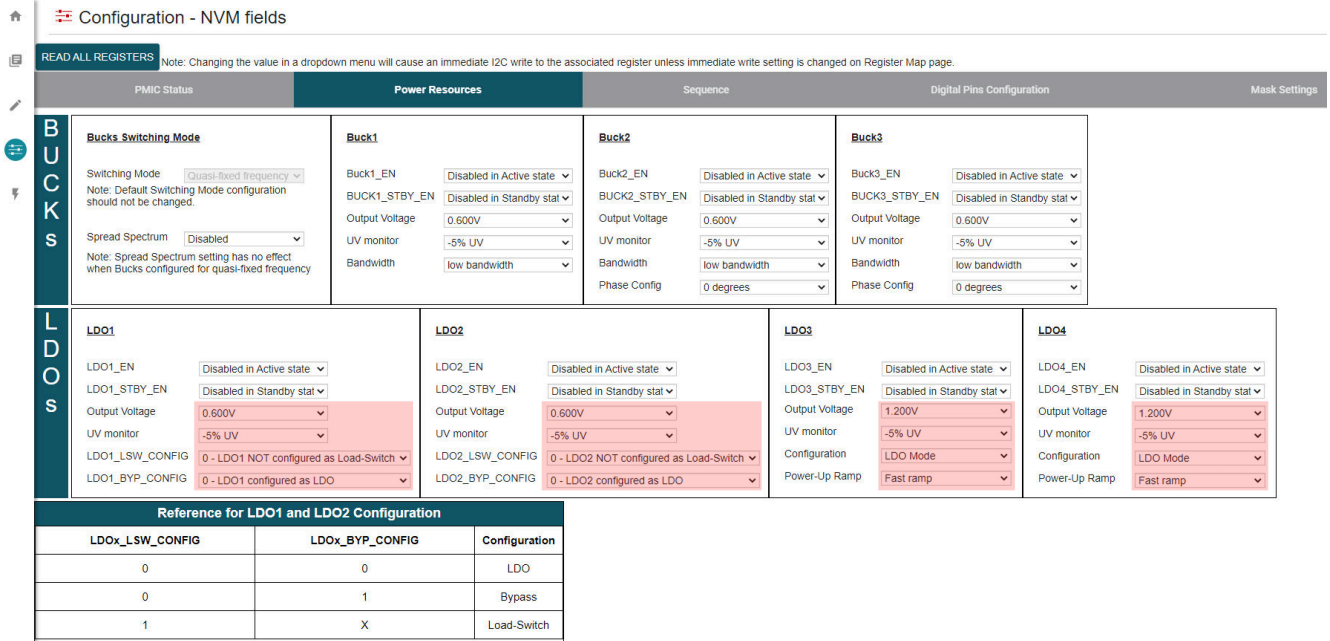 Configuration - NVM fields
READ ALL REGISTERS
Note: Changing the value in a dropdown menu will cause an immediate I2C write to the associated register unless immediate write setting is changed on Register Map page.
PMIC Status
Power Resources
Sequence
Digital Pins Configuration
Mask Settings
BUCKs
Bucks Switching Mode
Switching Mode Quasi-fixed frequency
Note: Default Switching Mode configuration
should not be changed.
Spread Spectrum Disabled
Note: Spread Spectrum setting has no effect
when Bucks configured for quasi-fixed frequency
Buck1
Buck1_EN Disabled in Active state
BUCK1_STBY_EN Disabled in Standby stat
Output Voltage 0.600V
UV monitor -5% UV
Bandwidth low bandwidth
Buck2
Buck2_EN Disabled in Active state
BUCK2_STBY_EN Disabled in Standby stat
Output Voltage 0.600V
UV monitor -5% UV
Bandwidth low bandwidth
Phase Config 0 degrees
Buck3
Buck3_EN Disabled in Active state
BUCK3_STBY_EN Disabled in Standby stat
Output Voltage 0.600V
UV monitor -5% UV
Bandwidth low bandwidth
Phase Config 0 degrees
LDOs
LDO1
LDO1_EN Disabled in Active state
LDO1_STBY_EN Disabled in Standby stat
Output Voltage 0.600V
UV monitor -5% UV
LDO1_LSW_CONFIG 0 - LDO1 NOT configured as Load-Switch
LDO1_BYP_CONFIG 0 - LDO1 configured as LDO
LDO2
LDO2_EN Disabled in Active state
LDO2_STBY_EN Disabled in Standby stat
Output Voltage 0.600V
UV monitor -5% UV
LDO2_LSW_CONFIG 0 - LDO2 NOT configured as Load-Switch
LDO2_BYP_CONFIG 0 - LDO2 configured as LDO
LDO3
LDO3_EN Disabled in Active state
LDO3_STBY_EN Disabled in Standby stat
Output Voltage 1.200V
UV monitor -5% UV
Configuration LDO Mode
Power-Up Ramp Fast ramp
LDO4
LDO4_EN Disabled in Active state
LDO4_STBY_EN Disabled in Standby stat
Output Voltage 1.200V
UV monitor -5% UV
Configuration LDO Mode
Power-Up Ramp Fast ramp
Reference for LDO1 and LDO2 Configuration
LDOx_LSW_CONFIG LDOx_BYP_CONFIG Configuration
0 0 LDO
0 1 Bypass
1 X Load-Switch